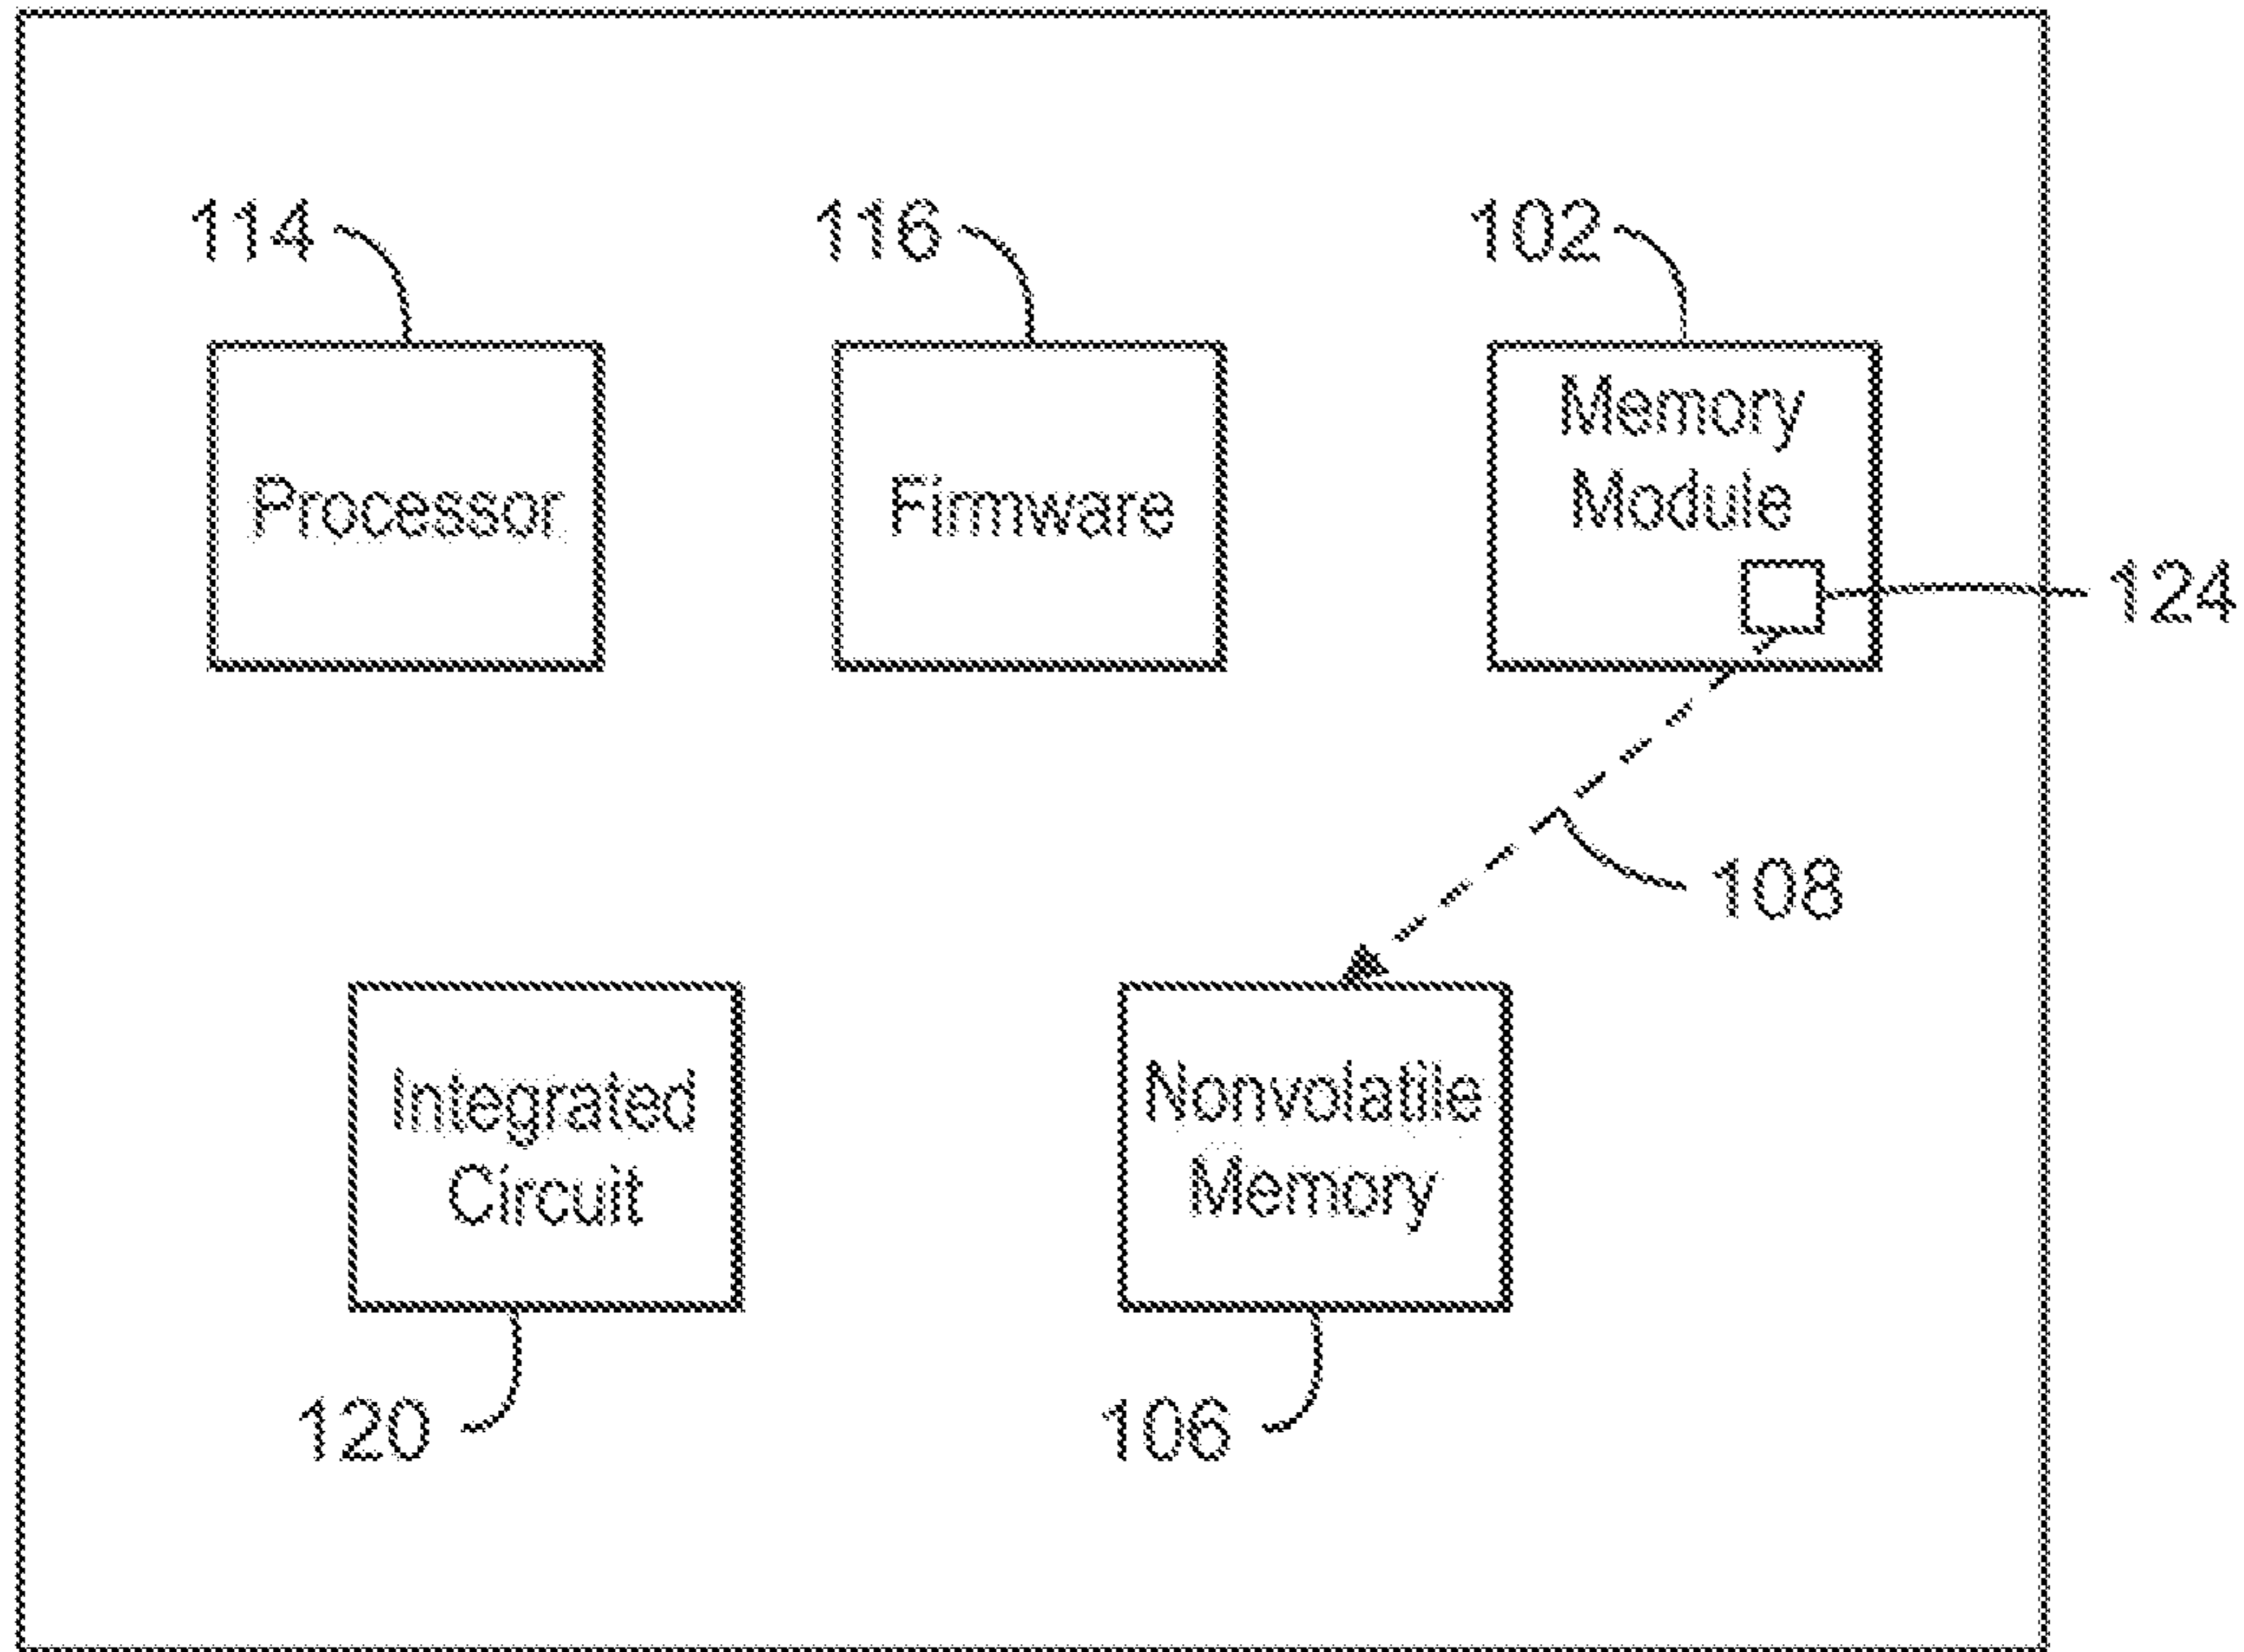 114
116
102
Processor
Firmware
Memory
Module
124
108
Integrated
Circuit
Nonvolatile
Memory
120
106